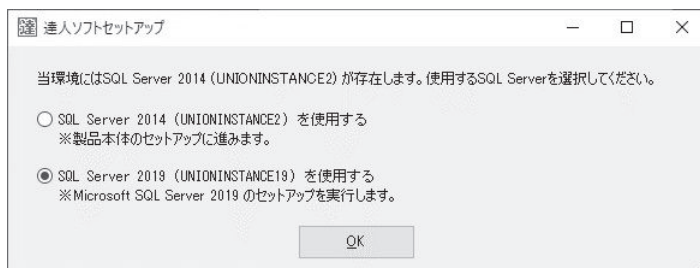 達人ソフトセットアップ
当環境にはSQL Server 2014 (UNIONINSTANCE2) が存在します。使用するSQL Serverを選択してください。
SQL Server 2014 (UNIONINSTANCE2) を使用する
※製品本体のセットアップに進みます。
SQL Server 2019 (UNIONINSTANCE19) を使用する
※Microsoft SQL Server 2019 のセットアップを実行します。
OK